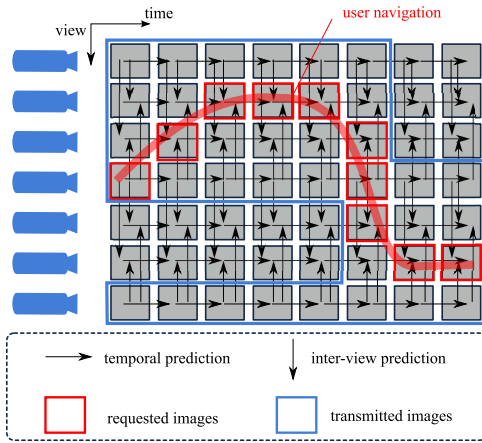 time
view
user navigation
temporal prediction
inter-view prediction
requested images
transmitted images